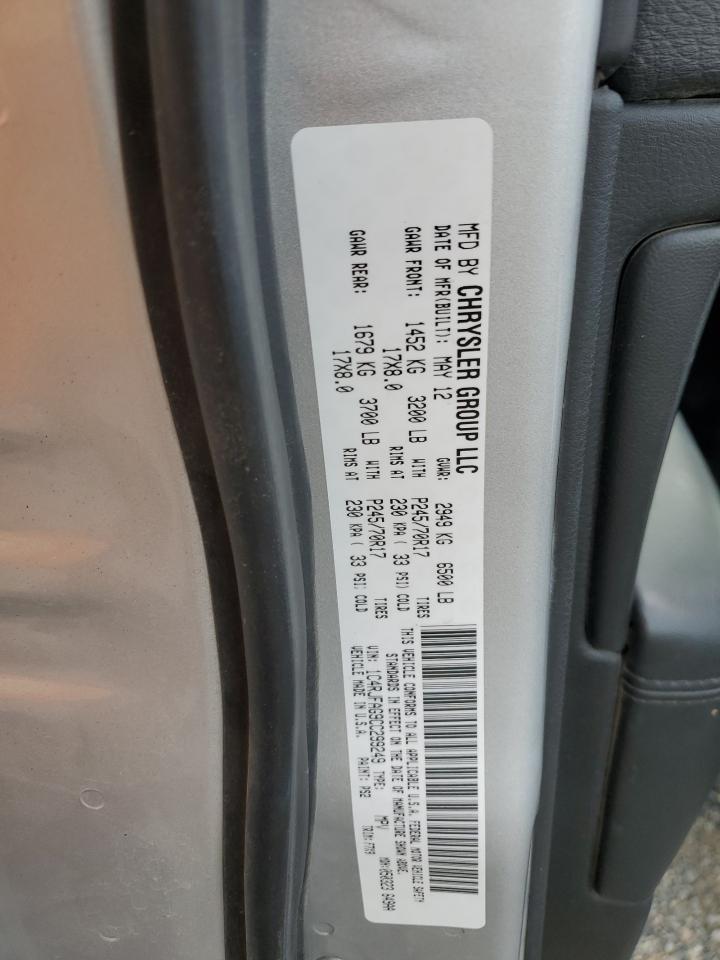 MFD BY CHRYSLER GROUP LLC
DATE OF MFR(BUILT): MAY 12 GVWR: 2949 KG 6500 LB
GAWR FRONT: 1452 KG 3200 LB WITH P245/70R17 TIRES
17X8.0 RIMS AT 230 KPA ( 33 PSI) COLD
GAWR REAR: 1679 KG 3700 LB WITH P245/70R17 TIRES
17X8.0 RIMS AT 230 KPA ( 33 PSI) COLD
THIS VEHICLE CONFORMS TO ALL APPLICABLE U.S.A. FEDERAL MOTOR VEHICLE SAFETY
STANDARDS IN EFFECT ON THE DATE OF MANUFACTURE SHOWN ABOVE.
VIN: 1C4RJFAG9CC299249 TYPE: MPV
VEHICLE MADE IN U.S.A. PAINT: PS2 TRIM: